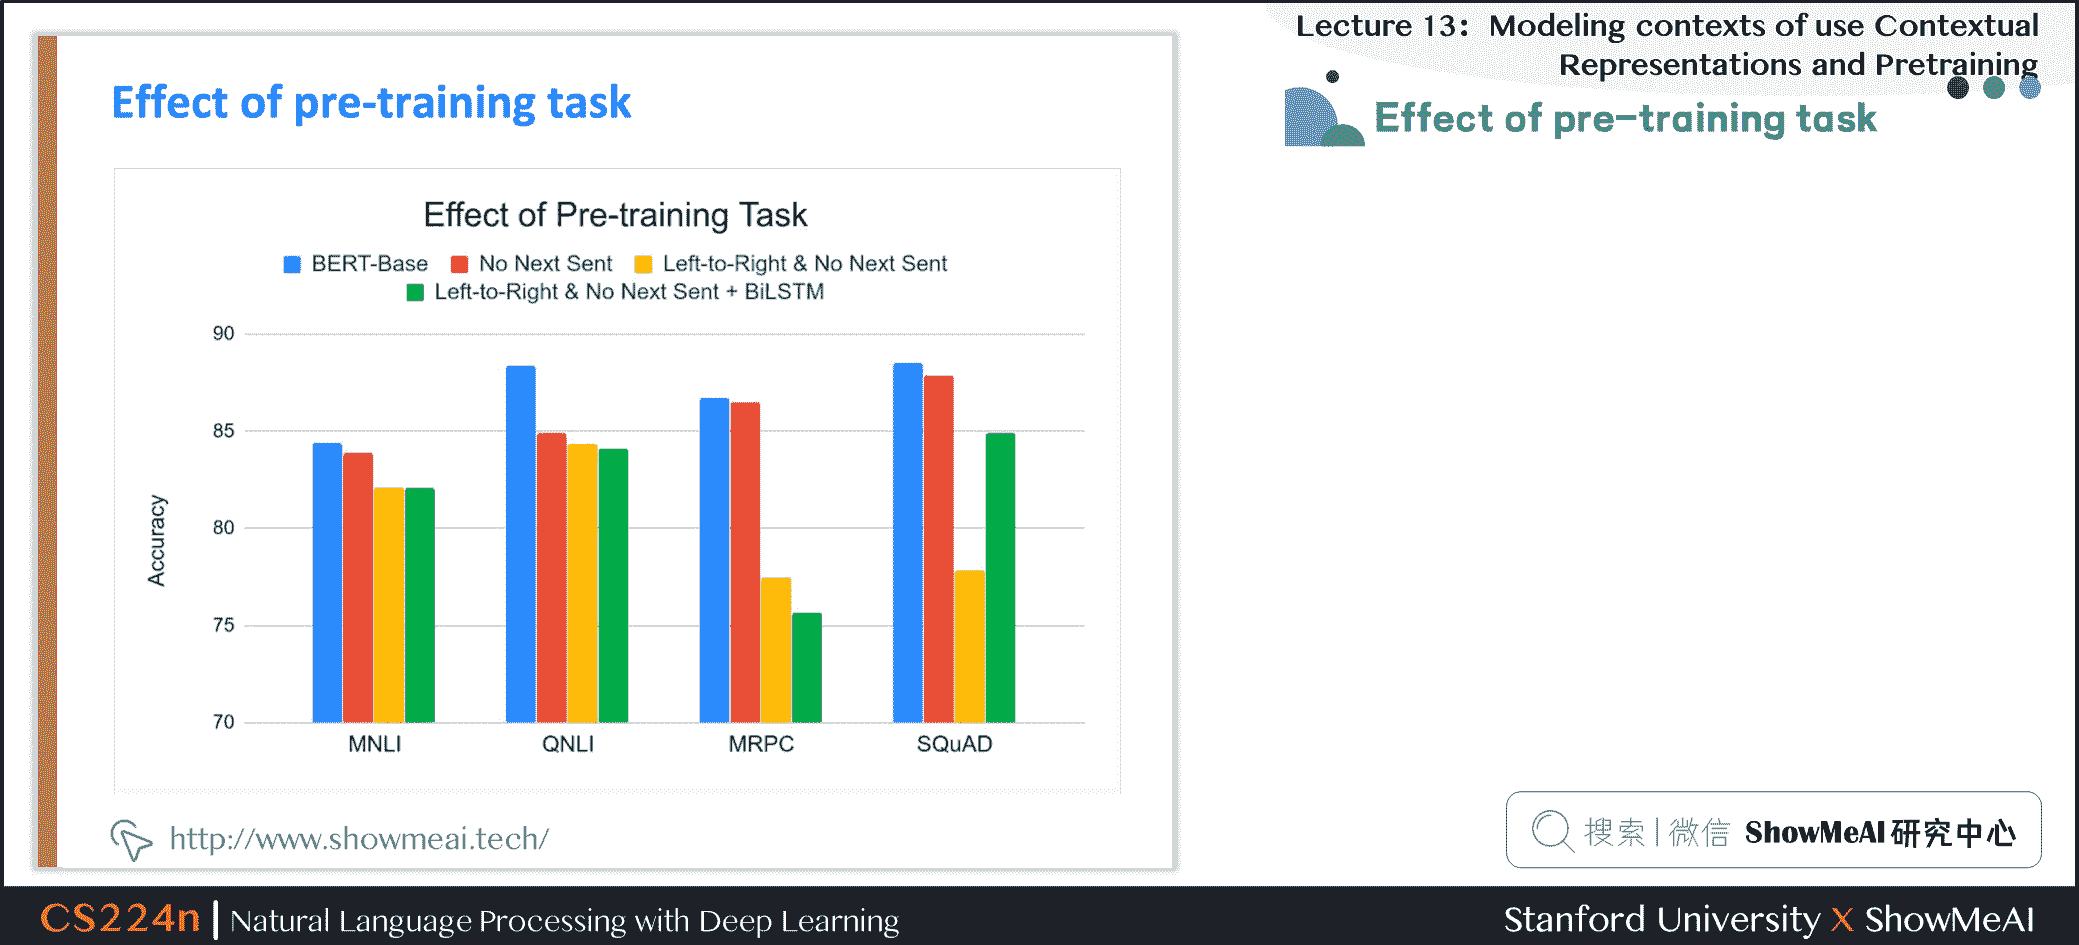 Lecture 13: Modeling contexts of use Contextual
Representations and Pretraining
Effect of pre-training task
Effect of pre-training task
Effect of Pre-training Task
BERT-Base No Next Sent Left-to-Right & No Next Sent
Left-to-Right & No Next Sent + BiLSTM
90
85
80
75
70
Accuracy
MNLI QNLI MRPC SQuAD
http://www.showmeai.tech/
搜索 | 微信 ShowMeAI 研究中心
CS224n | Natural Language Processing with Deep Learning
Stanford University X ShowMeAI